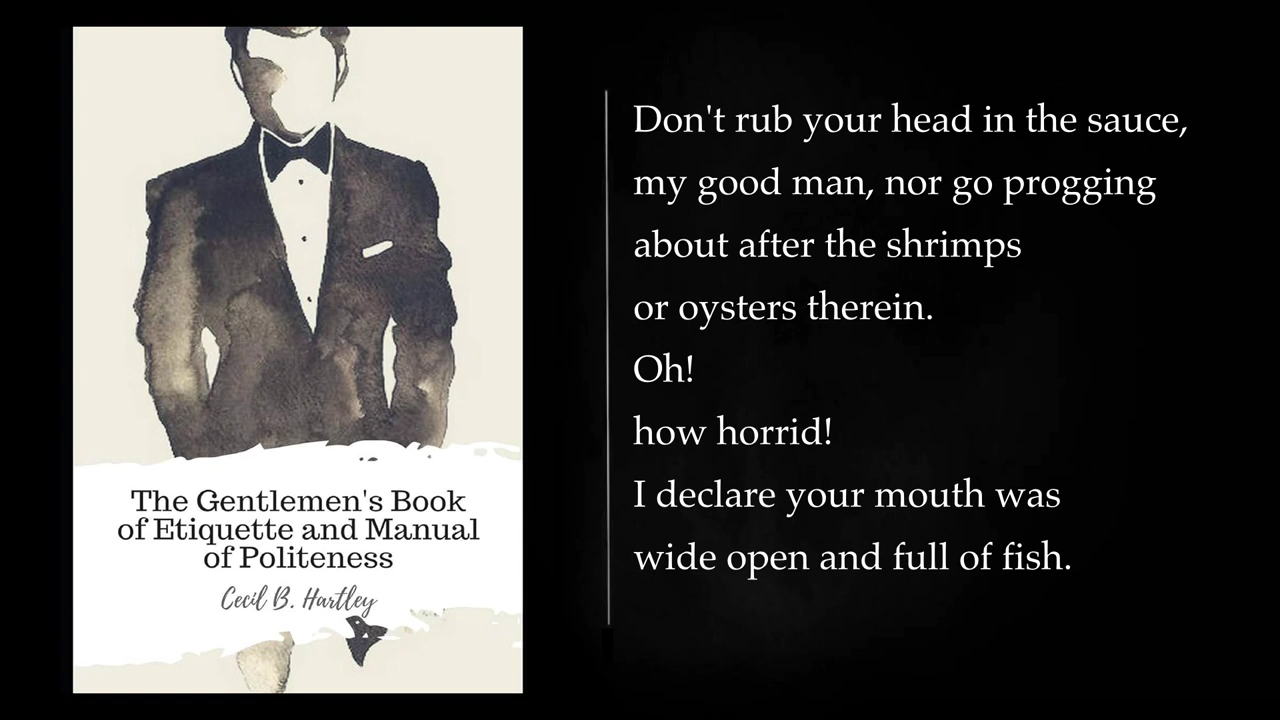 The Gentlemen's Book
of Etiquette and Manual
of Politeness
Cecil B. Hartley
Don't rub your head in the sauce,
my good man, nor go progging
about after the shrimps
or oysters therein.
Oh!
how horrid!
I declare your mouth was
wide open and full of fish.